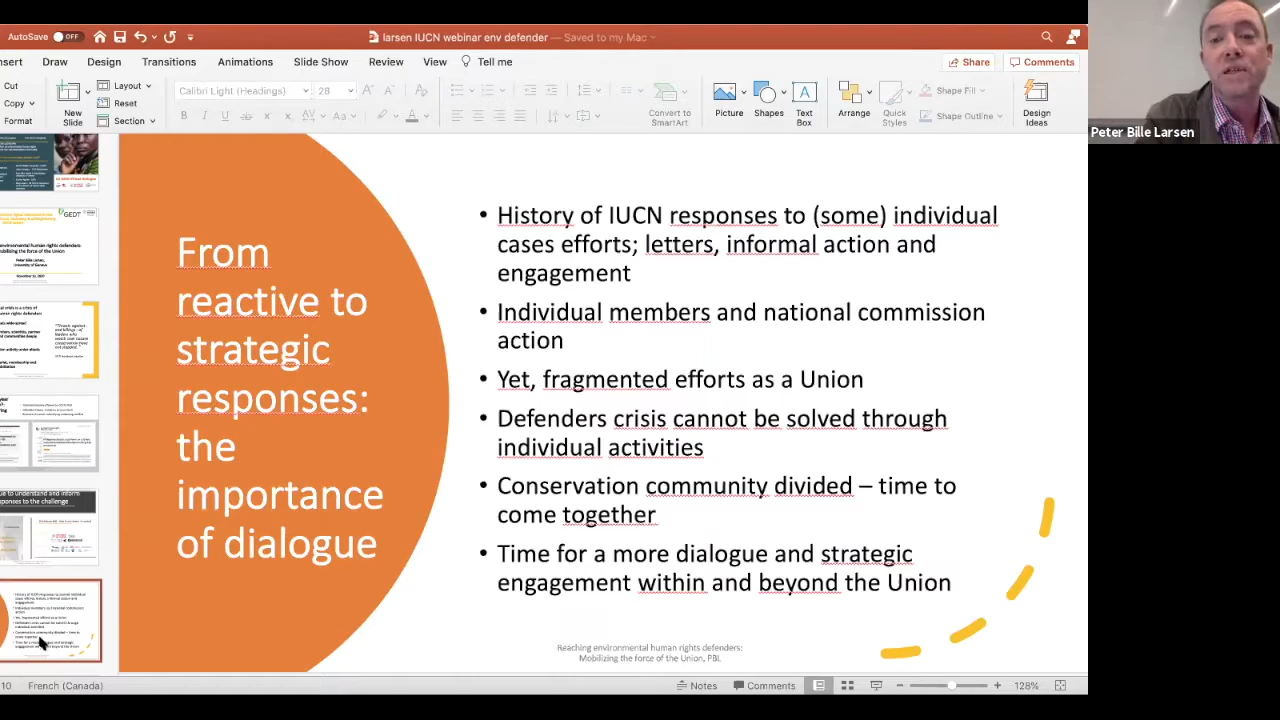 AutoSave OFF
larsen IUCN webinar env defender — Saved to my Mac
nsert Draw Design Transitions Animations Slide Show Review View Tell me
Share Comments
Cut
Copy
Format
New Slide
Layout
Reset
Section
Calibri Light (Headings) 28
Convert to SmartArt
Picture Shapes Text Box Arrange Quick Styles
Shape Fill
Shape Outline
Design Ideas
Peter Bille Larsen
From
reactive to
strategic
responses:
the
importance
of dialogue
• History of IUCN responses to (some) individual
cases efforts; letters, informal action and
engagement
• Individual members and national commission
action
• Yet, fragmented efforts as a Union
• Defenders crisis cannot be solved through
individual activities
• Conservation community divided – time to
come together
• Time for a more dialogue and strategic
engagement within and beyond the Union
Reaching environmental human rights defenders:
Mobilizing the force of the Union, PBL
10 French (Canada)
Notes Comments 128%